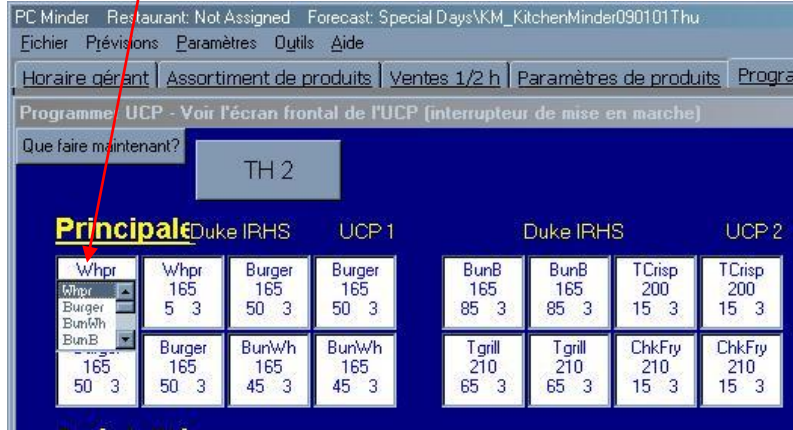 PC Minder Restaurant: Not Assigned Forecast: Special Days\KM_KitchenMinder090101Thu
Fichier Prévisions Paramètres Outils Aide
Horaire gérant Assortiment de produits Ventes 1/2 h Paramètres de produits Progra
Programme UCP - Voir l'écran frontal de l'UCP (interrupteur de mise en marche)
Que faire maintenant?
TH 2
Principale Duke IRHS UCP 1 Duke IRHS UCP 2
Whpr Whpr Burger Burger BunB BunB TCrisp TCrisp
Whpr 165 165 165 165 165 200 200
Burger 5 3 50 3 50 3 85 3 85 3 15 3 15 3
BunWh
BunB
Burger BunWh BunWh Tgrill Tgrill ChkFry ChkFry
165 165 165 165 210 210 210 210
50 3 50 3 45 3 45 3 65 3 65 3 15 3 15 3